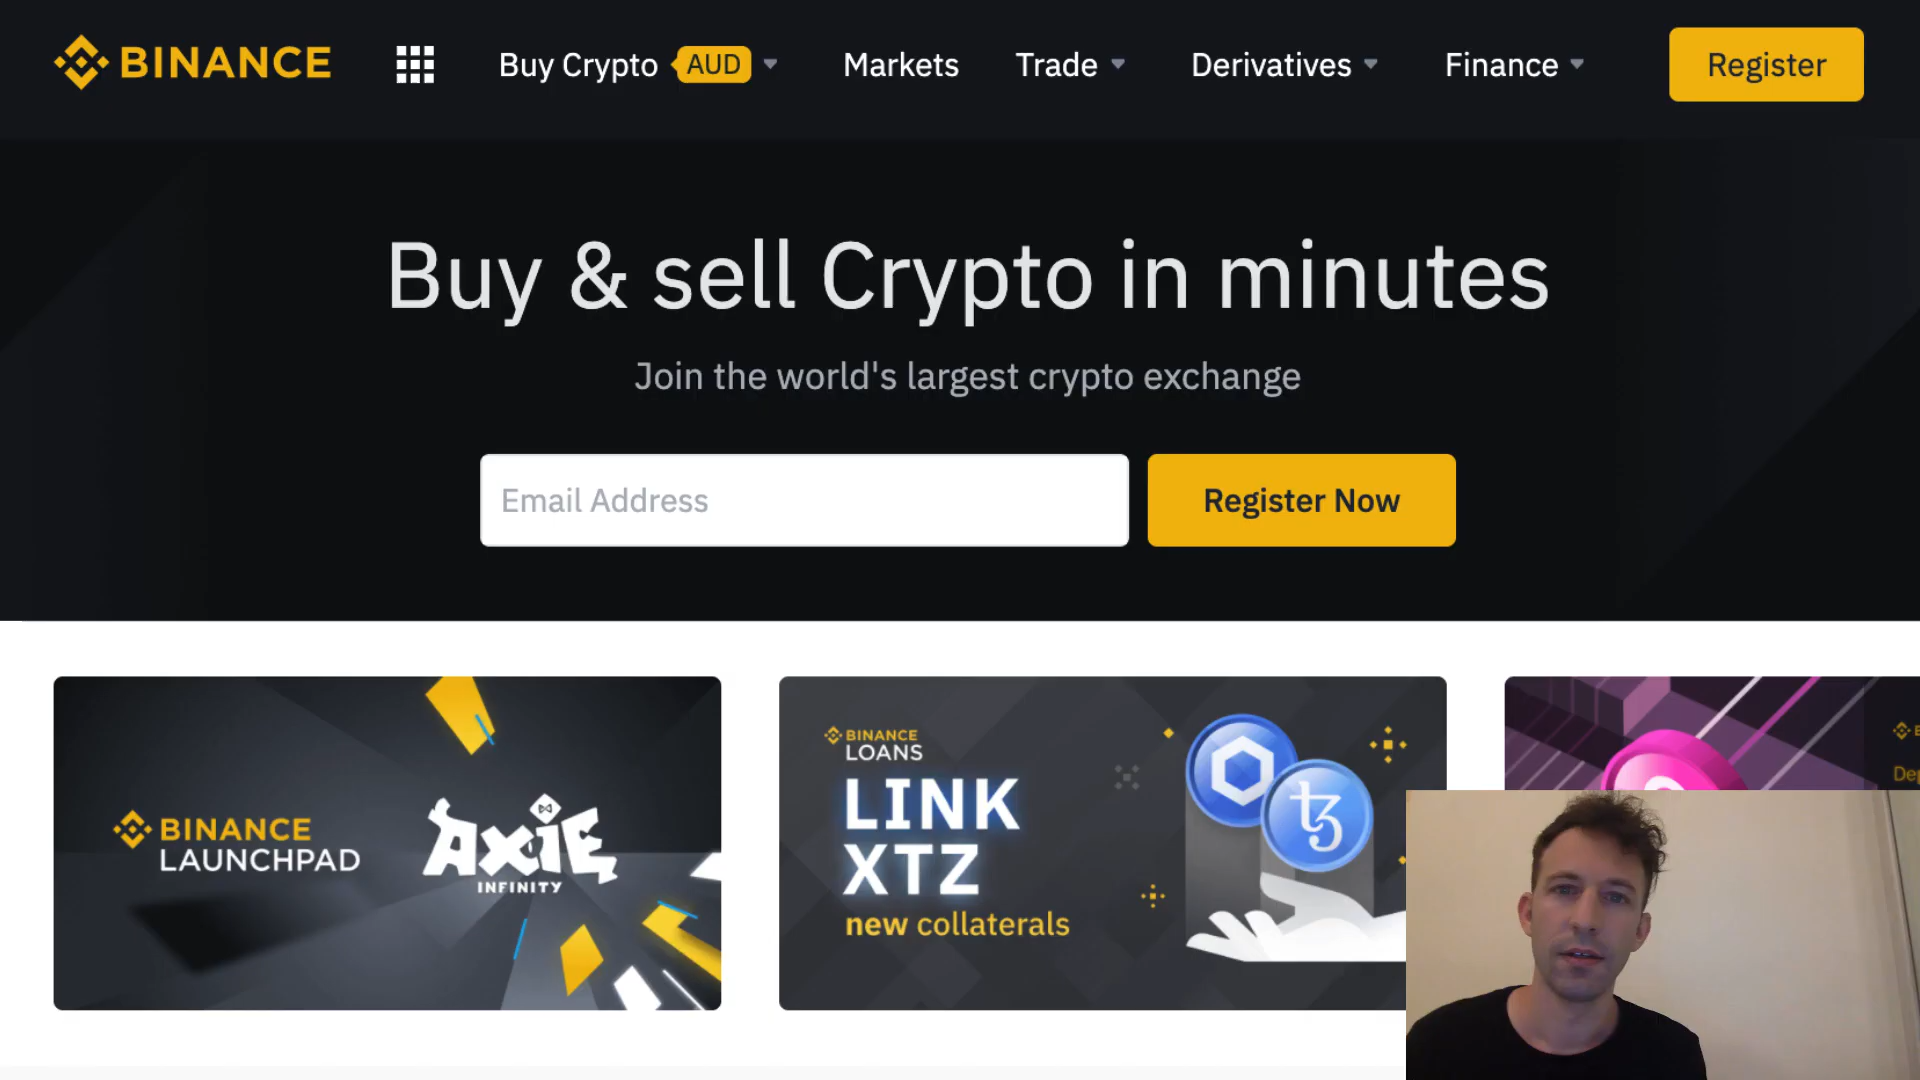 BINANCE
Buy Crypto AUD
Markets
Trade
Derivatives
Finance
Register
Buy & sell Crypto in minutes
Join the world's largest crypto exchange
Email Address
Register Now
BINANCE
LAUNCHPAD
AXIE
INFINITY
BINANCE
LOANS
LINK
XTZ
new collaterals